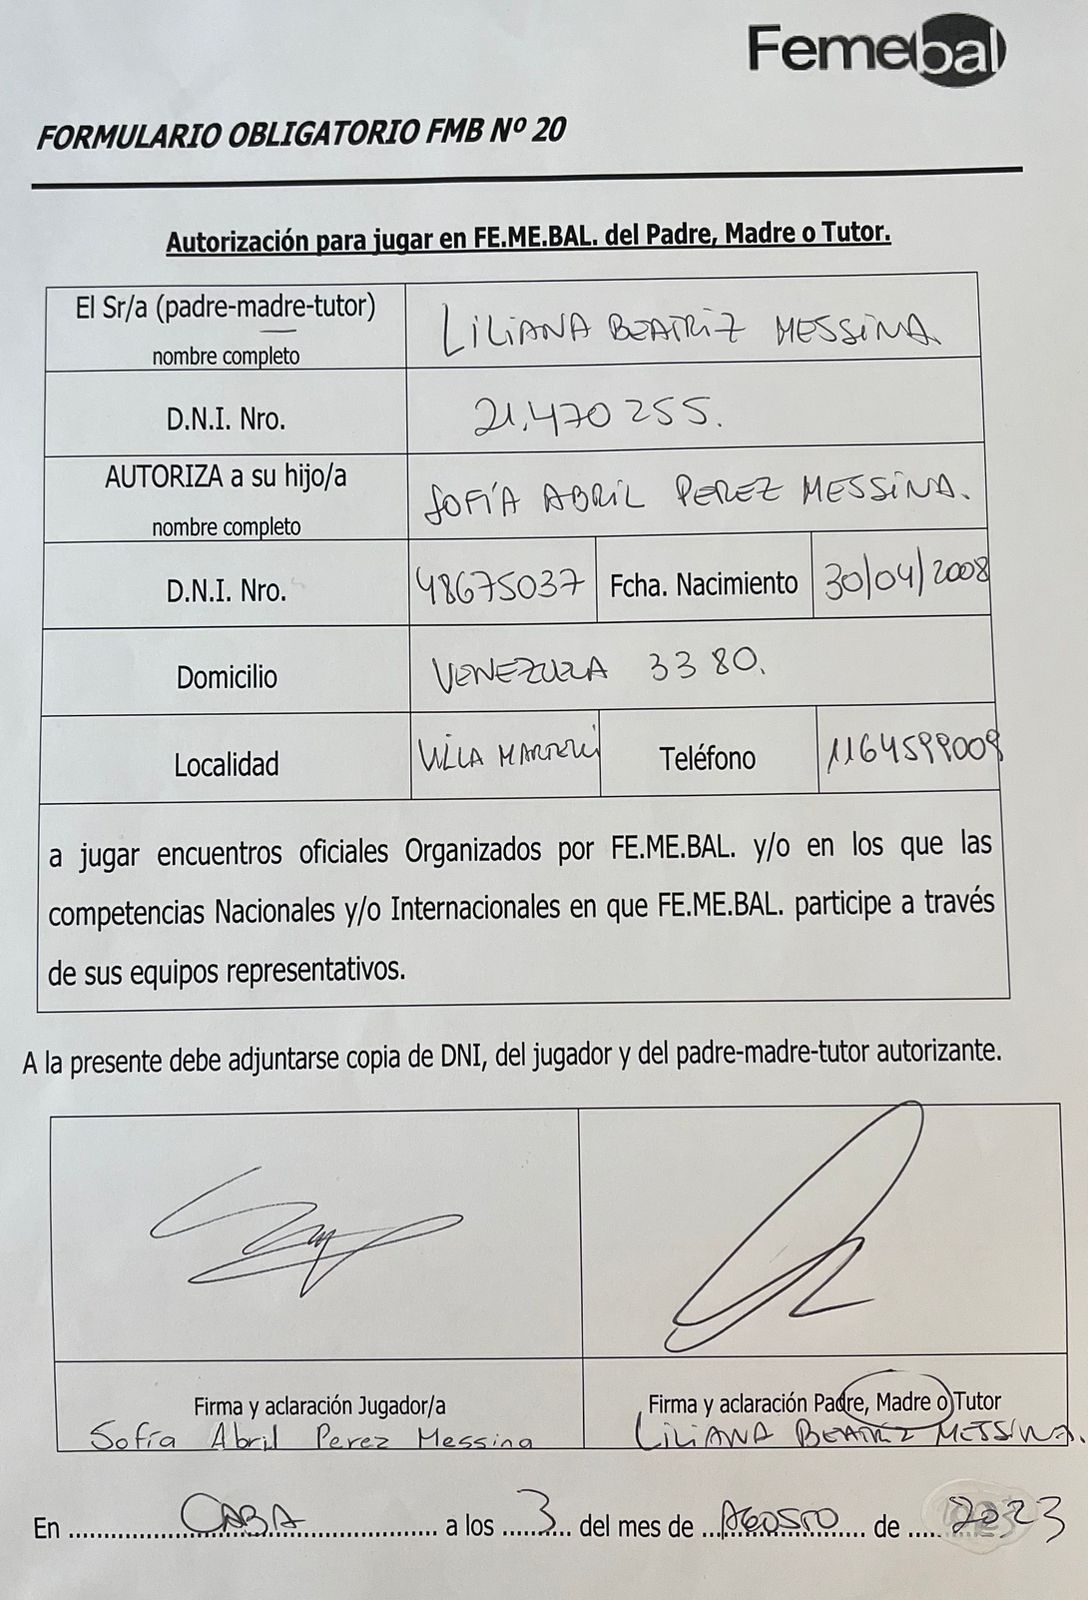 Femebal
FORMULARIO OBLIGATORIO FMB Nº 20
Autorización para jugar en FE.ME.BAL. del Padre, Madre o Tutor.
El Sr/a (padre-madre-tutor)
nombre completo
LILIANA BEATRIZ MESSINA
D.N.I. Nro.
21.470 255.
AUTORIZA a su hijo/a
nombre completo
SOFÍA ABRIL PEREZ MESSINA.
D.N.I. Nro. 48675037 Fcha. Nacimiento 30/04/2008
Domicilio VENEZUELA 3380.
Localidad VILLA MARTELLI Teléfono 1164599009
a jugar encuentros oficiales Organizados por FE.ME.BAL. y/o en los que las
competencias Nacionales y/o Internacionales en que FE.ME.BAL. participe a través
de sus equipos representativos.
A la presente debe adjuntarse copia de DNI, del jugador y del padre-madre-tutor autorizante.
Firma y aclaración Jugador/a
Sofía Abril Perez Messina
Firma y aclaración Padre, Madre o Tutor
LILIANA BEATRIZ MESSINA.
En CABA a los 3 del mes de AGOSTO de 2023